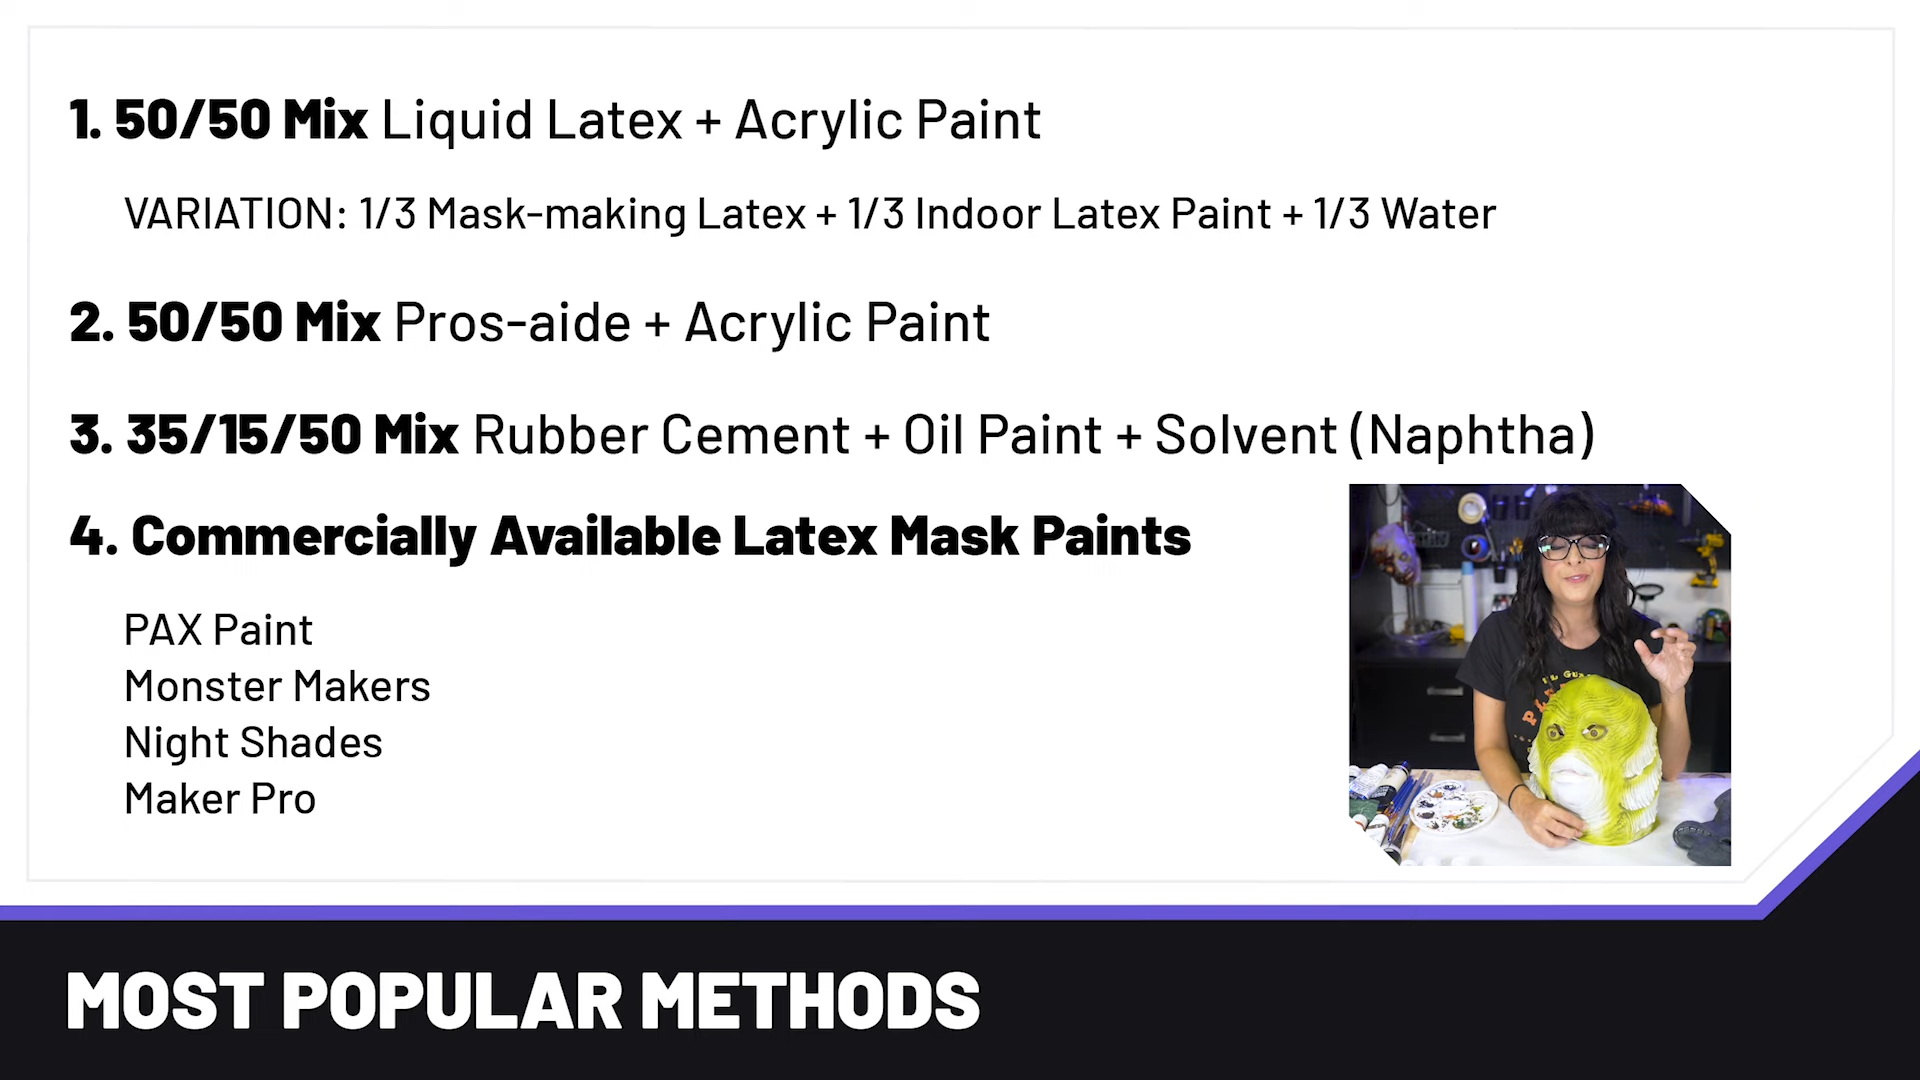 1. 50/50 Mix Liquid Latex + Acrylic Paint
VARIATION: 1/3 Mask-making Latex + 1/3 Indoor Latex Paint + 1/3 Water
2. 50/50 Mix Pros-aide + Acrylic Paint
3. 35/15/50 Mix Rubber Cement + Oil Paint + Solvent (Naphtha)
4. Commercially Available Latex Mask Paints
PAX Paint
Monster Makers
Night Shades
Maker Pro
MOST POPULAR METHODS